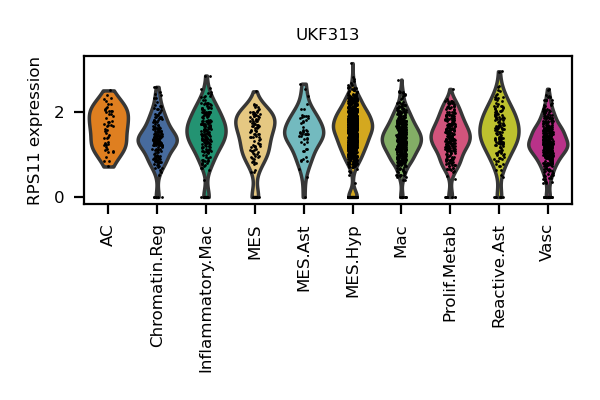 UKF313
RPS11 expression
2
0
AC
Chromatin.Reg
Inflammatory.Mac
MES
MES.Ast
MES.Hyp
Mac
Prolif.Metab
Reactive.Ast
Vasc